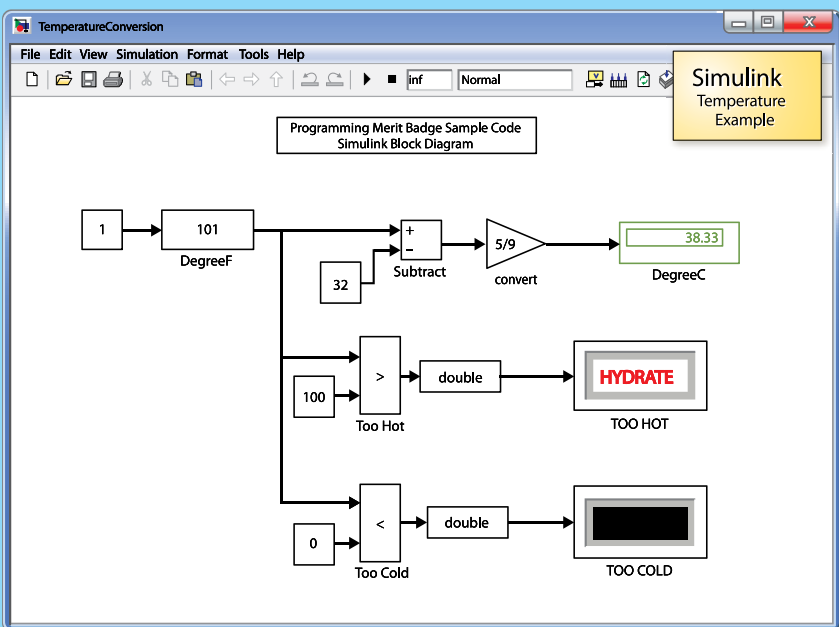 TemperatureConversion
File Edit View Simulation Format Tools Help
inf
Normal
V
Simulink
Temperature
Example
Programming Merit Badge Sample Code
Simulink Block Diagram
1
101
DegreeF
32
+
−
Subtract
5/9
convert
38.33
DegreeC
100
>
Too Hot
double
HYDRATE
TOO HOT
0
<
Too Cold
double
TOO COLD